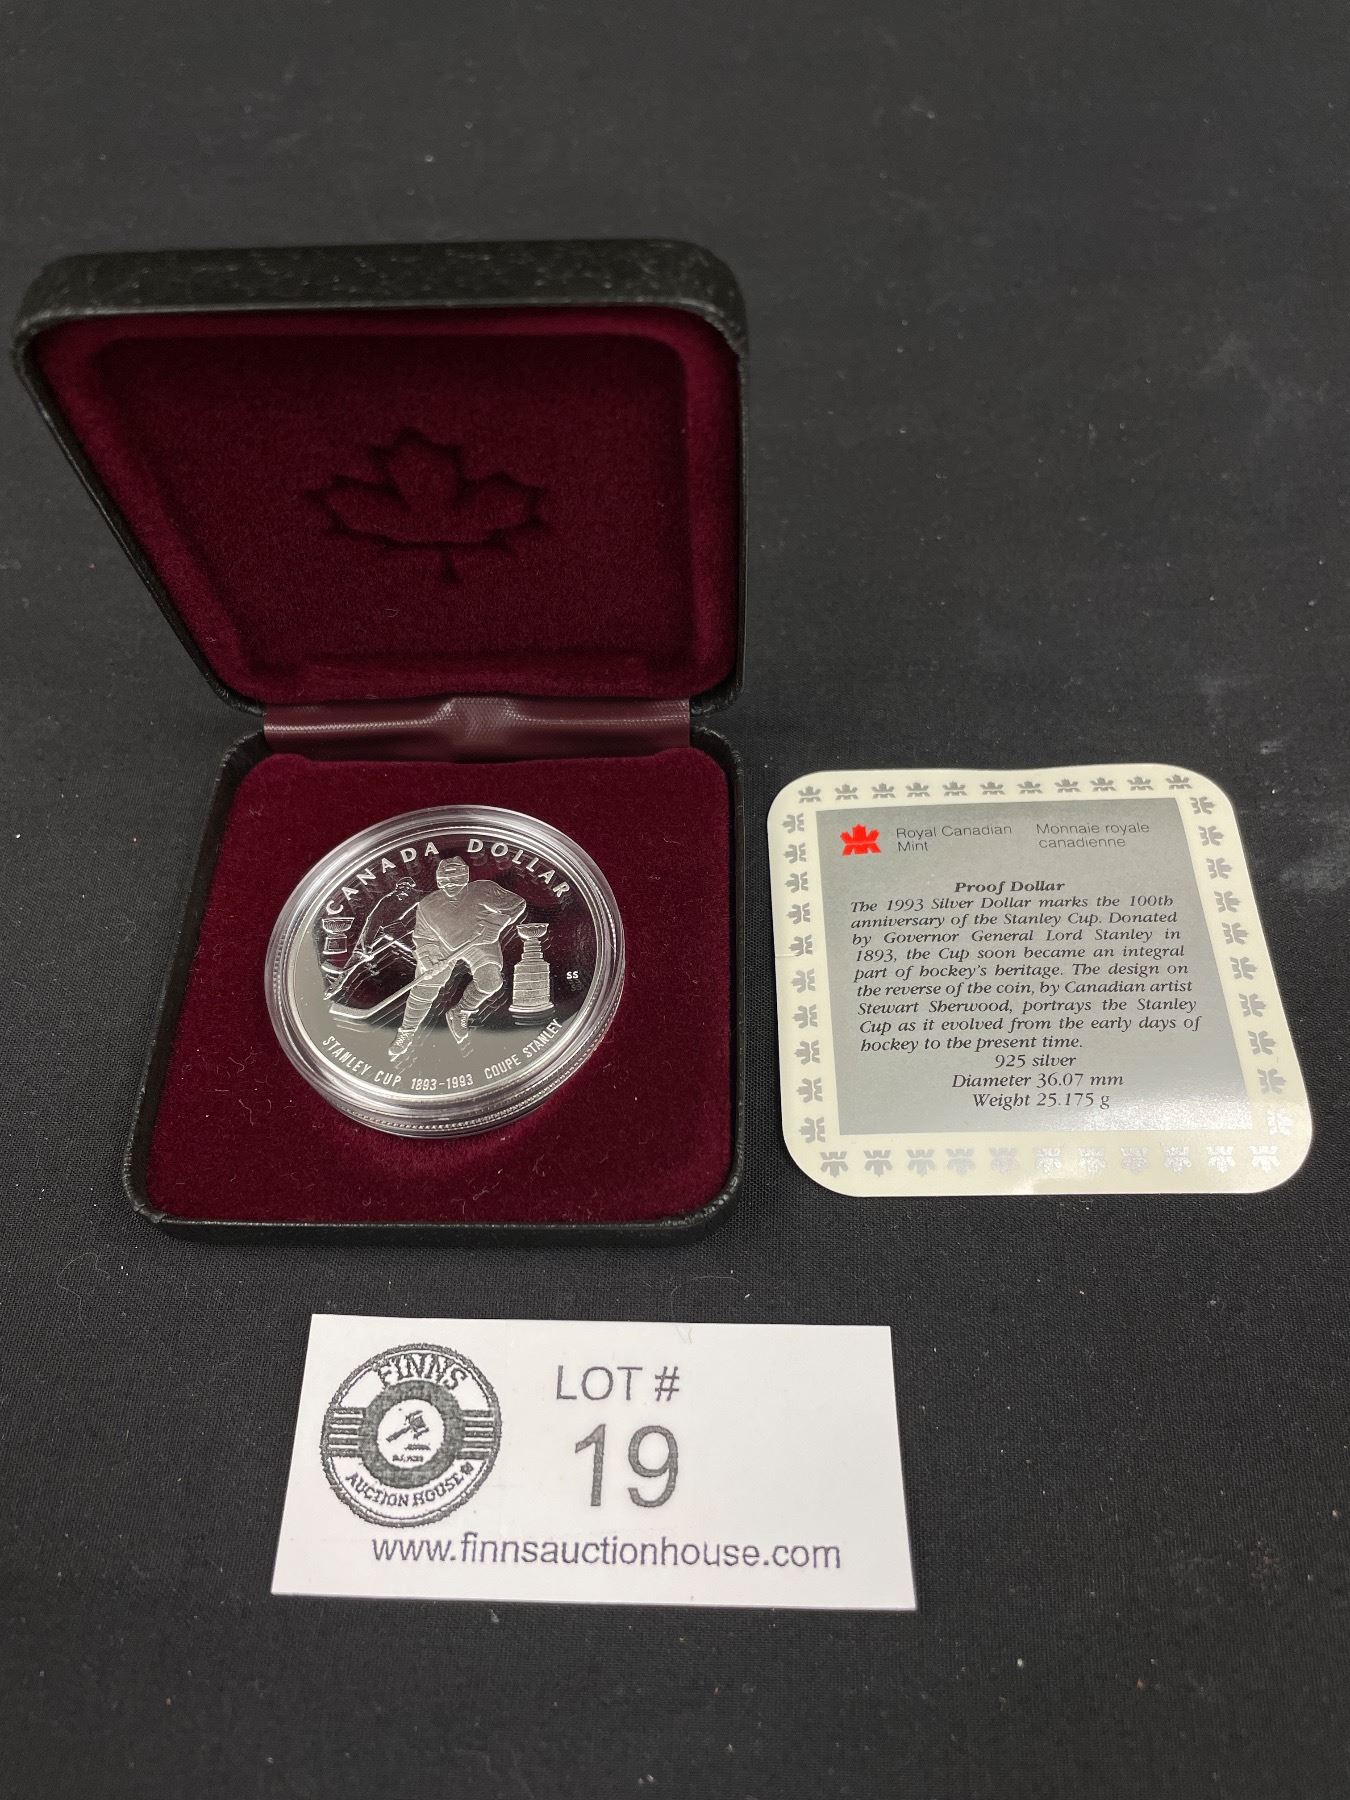 CANADA DOLLAR
SS
STANLEY CUP 1893-1993 COUPE STANLEY
Royal Canadian Mint
Monnaie royale canadienne
Proof Dollar
The 1993 Silver Dollar marks the 100th
anniversary of the Stanley Cup. Donated
by Governor General Lord Stanley in
1893, the Cup soon became an integral
part of hockey's heritage. The design on
the reverse of the coin, by Canadian artist
Stewart Sherwood, portrays the Stanley
Cup as it evolved from the early days of
hockey to the present time.
925 silver
Diameter 36.07 mm
Weight 25.175 g
FINNS
AUCTION HOUSE
LOT #
19
www.finnsauctionhouse.com